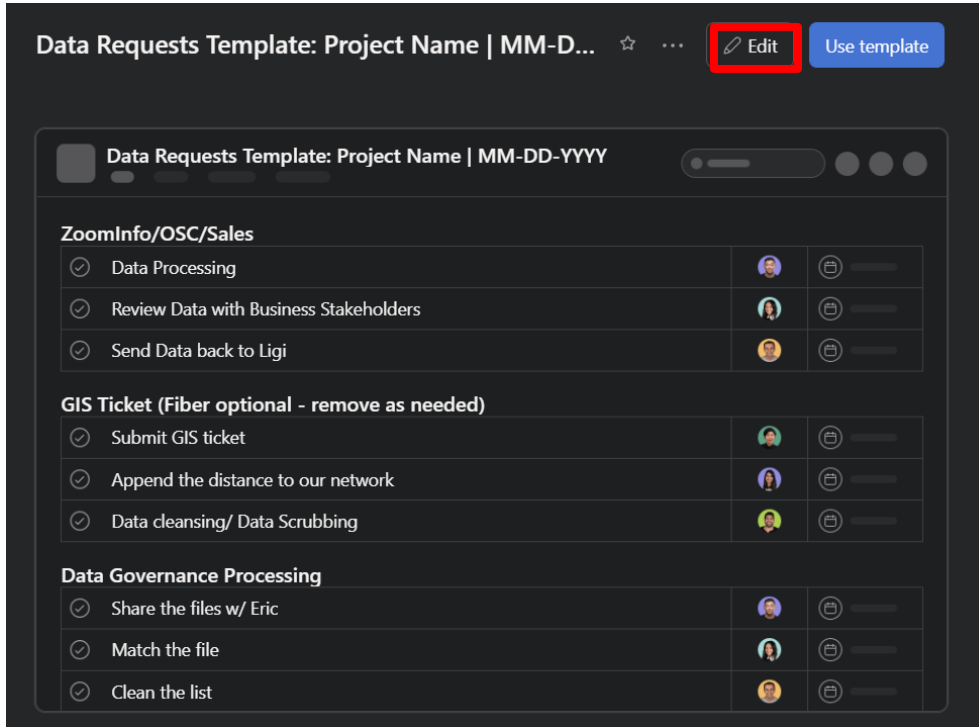 Data Requests Template: Project Name | MM-D...
Edit
Use template
Data Requests Template: Project Name | MM-DD-YYYY
ZoomInfo/OSC/Sales
Data Processing
Review Data with Business Stakeholders
Send Data back to Ligi
GIS Ticket (Fiber optional - remove as needed)
Submit GIS ticket
Append the distance to our network
Data cleansing/ Data Scrubbing
Data Governance Processing
Share the files w/ Eric
Match the file
Clean the list